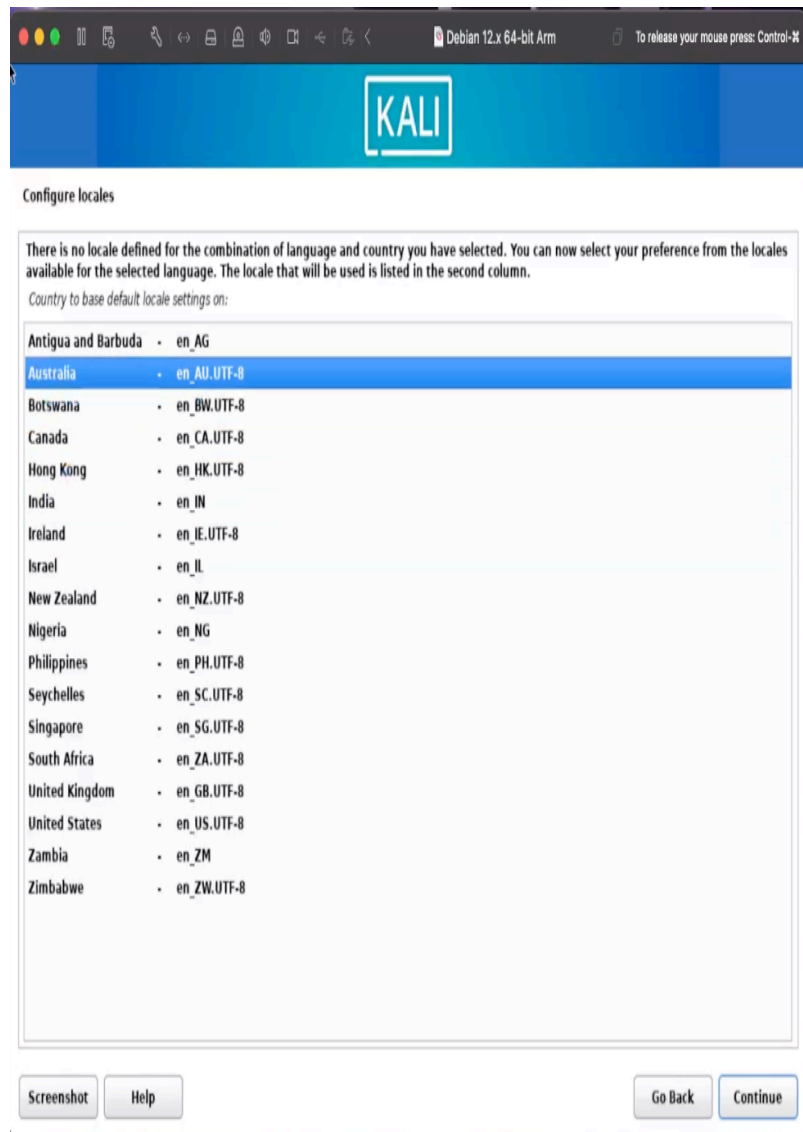 Debian 12.x 64-bit Arm To release your mouse press: Control-⌘
KALI
Configure locales
There is no locale defined for the combination of language and country you have selected. You can now select your preference from the locales
available for the selected language. The locale that will be used is listed in the second column.
Country to base default locale settings on:
Antigua and Barbuda - en_AG
Australia - en_AU.UTF-8
Botswana - en_BW.UTF-8
Canada - en_CA.UTF-8
Hong Kong - en_HK.UTF-8
India - en_IN
Ireland - en_IE.UTF-8
Israel - en_IL
New Zealand - en_NZ.UTF-8
Nigeria - en_NG
Philippines - en_PH.UTF-8
Seychelles - en_SC.UTF-8
Singapore - en_SG.UTF-8
South Africa - en_ZA.UTF-8
United Kingdom - en_GB.UTF-8
United States - en_US.UTF-8
Zambia - en_ZM
Zimbabwe - en_ZW.UTF-8
Screenshot Help Go Back Continue